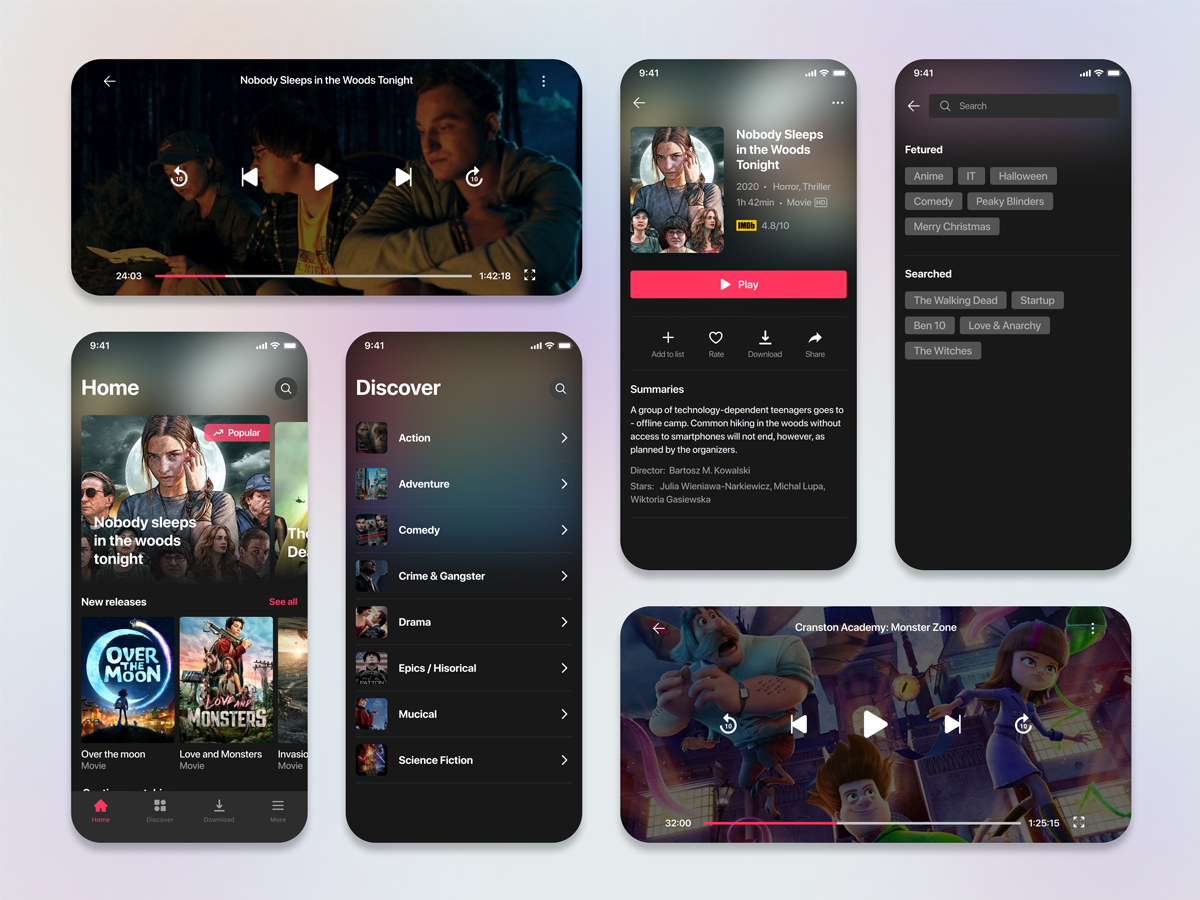 Nobody Sleeps in the Woods Tonight
10
10
24:03
1:42:18
9:41
Home
Popular
Nobody sleeps
in the woods
tonight
The
De
New releases
See all
OVER
THE
MOON
LOVE AND
MONSTERS
Over the moon
Movie
Love and Monsters
Movie
Invasio
Movie
Home
Discover
Download
More
9:41
Discover
Action
Adventure
Comedy
Crime & Gangster
Drama
Epics / Hisorical
Mucical
Science Fiction
9:41
Nobody Sleeps
in the Woods
Tonight
2020 • Horror, Thriller
1h 42min • Movie HD
IMDb 4.8/10
Play
Add to list
Rate
Download
Share
Summaries
A group of technology-dependent teenagers goes to
- offline camp. Common hiking in the woods without
access to smartphones will not end, however, as
planned by the organizers.
Director: Bartosz M. Kowalski
Stars: Julia Wieniawa-Narkiewicz, Michal Lupa,
Wiktoria Gasiewska
9:41
Search
Fetured
Anime IT Halloween
Comedy Peaky Blinders
Merry Christmas
Searched
The Walking Dead Startup
Ben 10 Love & Anarchy
The Witches
Cranston Academy: Monster Zone
10
10
32:00
1:25:15